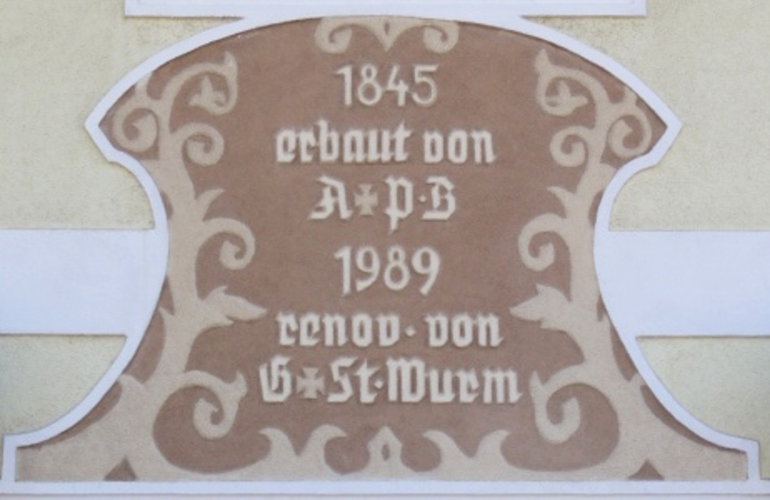 1845
erbaut von
A + P. B
1989
renov. von
G + St. Wurm